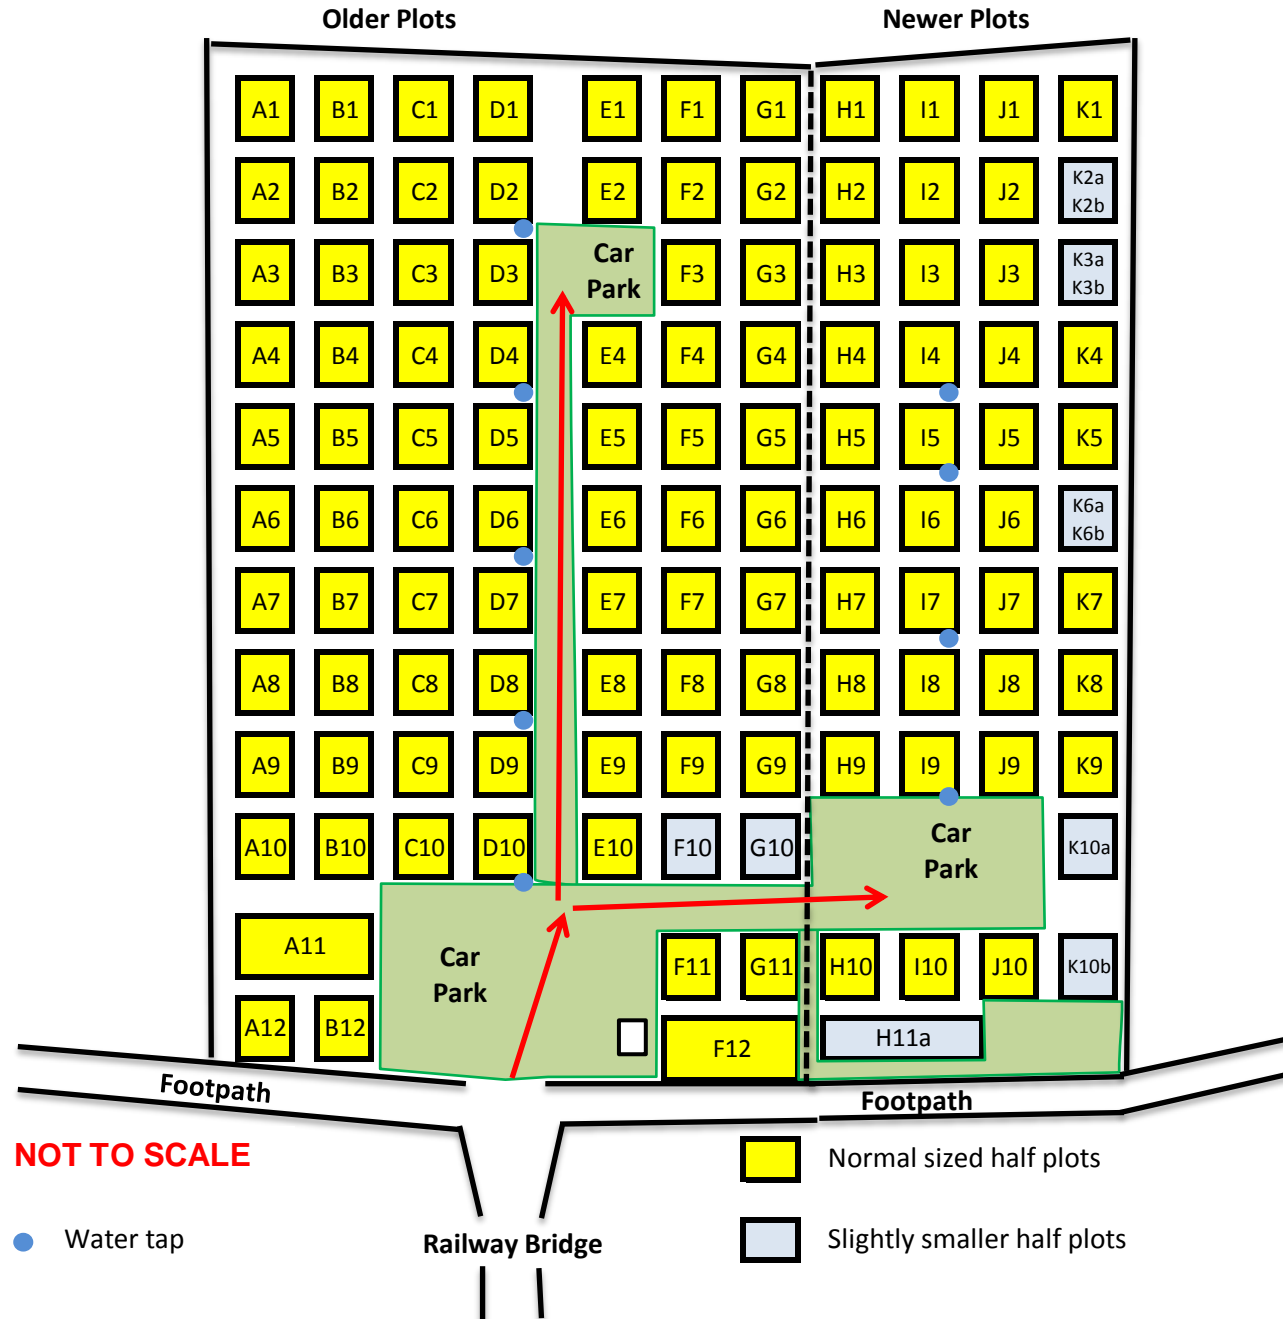 Older Plots Newer Plots
A1 B1 C1 D1 E1 F1 G1 H1 I1 J1 K1
A2 B2 C2 D2 E2 F2 G2 H2 I2 J2 K2a
K2b
Car
Park
A3 B3 C3 D3 F3 G3 H3 I3 J3 K3a
K3b
A4 B4 C4 D4 E4 F4 G4 H4 I4 J4 K4
A5 B5 C5 D5 E5 F5 G5 H5 I5 J5 K5
A6 B6 C6 D6 E6 F6 G6 H6 I6 J6 K6a
K6b
A7 B7 C7 D7 E7 F7 G7 H7 I7 J7 K7
A8 B8 C8 D8 E8 F8 G8 H8 I8 J8 K8
A9 B9 C9 D9 E9 F9 G9 H9 I9 J9 K9
A10 B10 C10 D10 E10 F10 G10 K10a
Car
Park
A11
Car
Park
F11 G11 H10 I10 J10 K10b
A12 B12 F12 H11a
Footpath
Footpath
NOT TO SCALE
Normal sized half plots
Water tap
Railway Bridge
Slightly smaller half plots